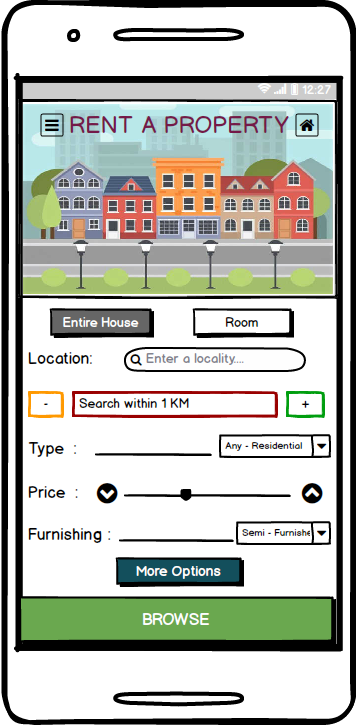 12:27
RENT A PROPERTY
Entire House
Room
Location:
Enter a locality....
-
Search within 1 KM
+
Type :
Any - Residential
Price :
Furnishing :
Semi - Furnishe
More Options
BROWSE